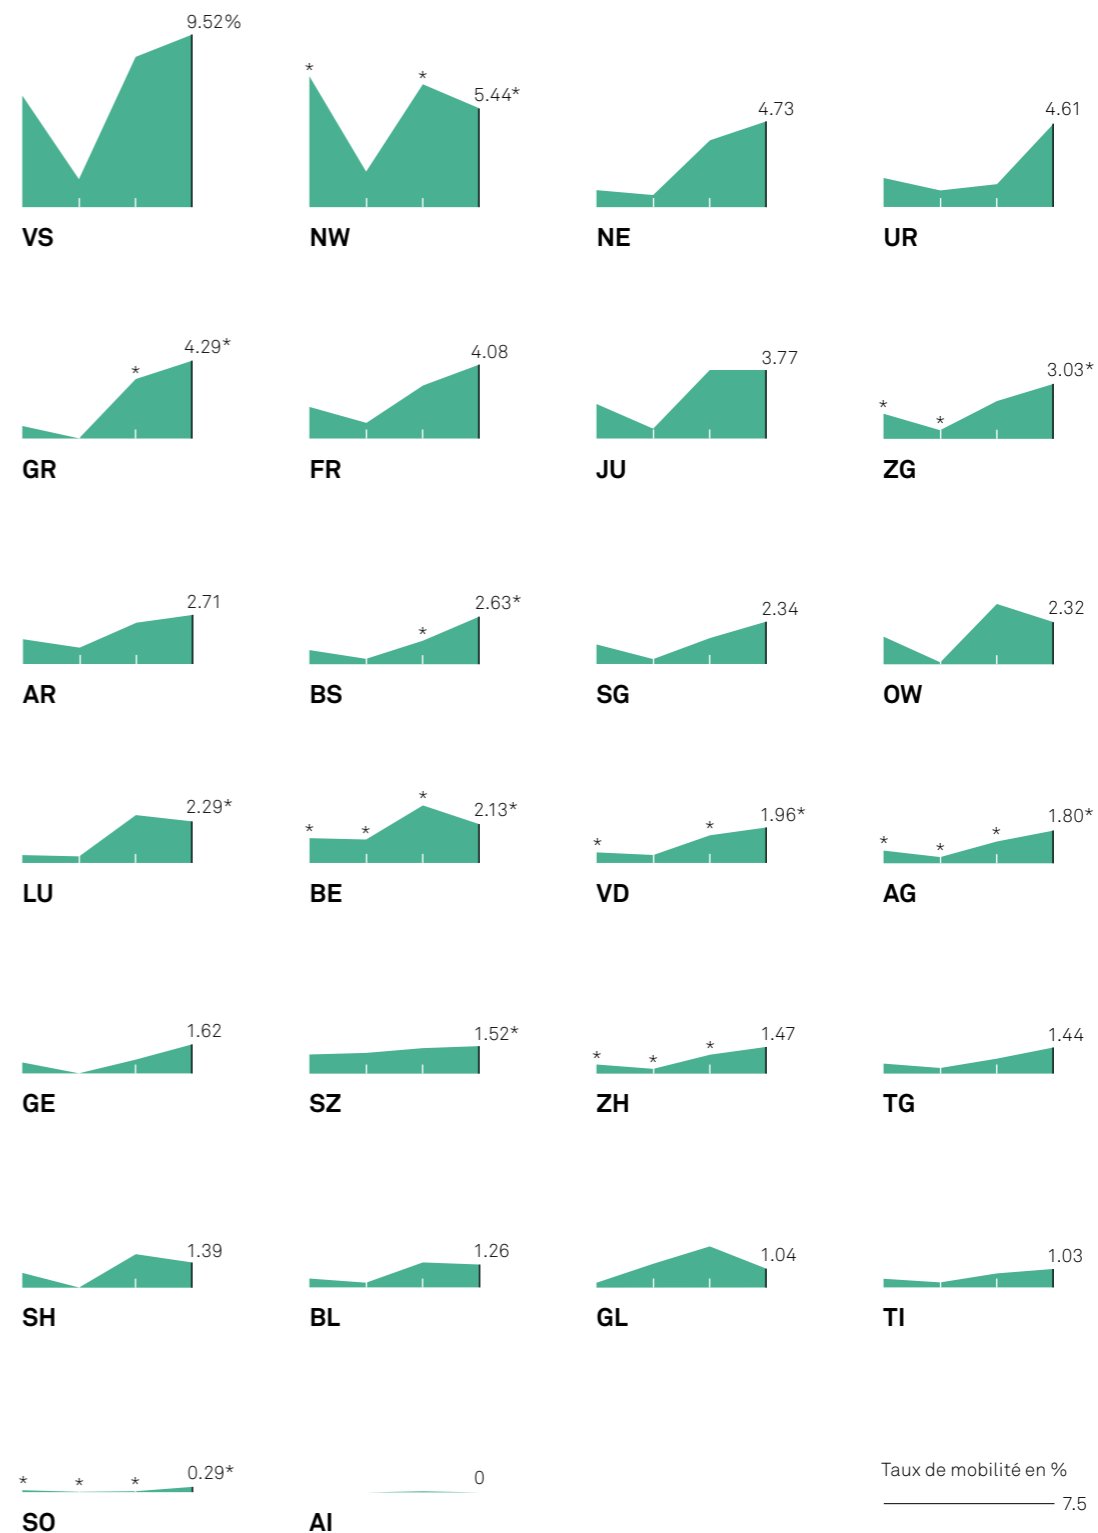 9.52%
*
*
5.44*
4.73
4.61
VS
NW
NE
UR
4.29*
*
4.08
3.77
3.03*
*
*
GR
FR
JU
ZG
2.71
2.63*
*
2.34
2.32
AR
BS
SG
OW
2.29*
*
*
*
2.13*
*
*
1.96*
*
*
*
1.80*
LU
BE
VD
AG
1.62
1.52*
*
*
*
1.47
1.44
GE
SZ
ZH
TG
1.39
1.26
1.04
1.03
SH
BL
GL
TI
*
*
*
0.29*
0
Taux de mobilité en %
7.5
SO
AI